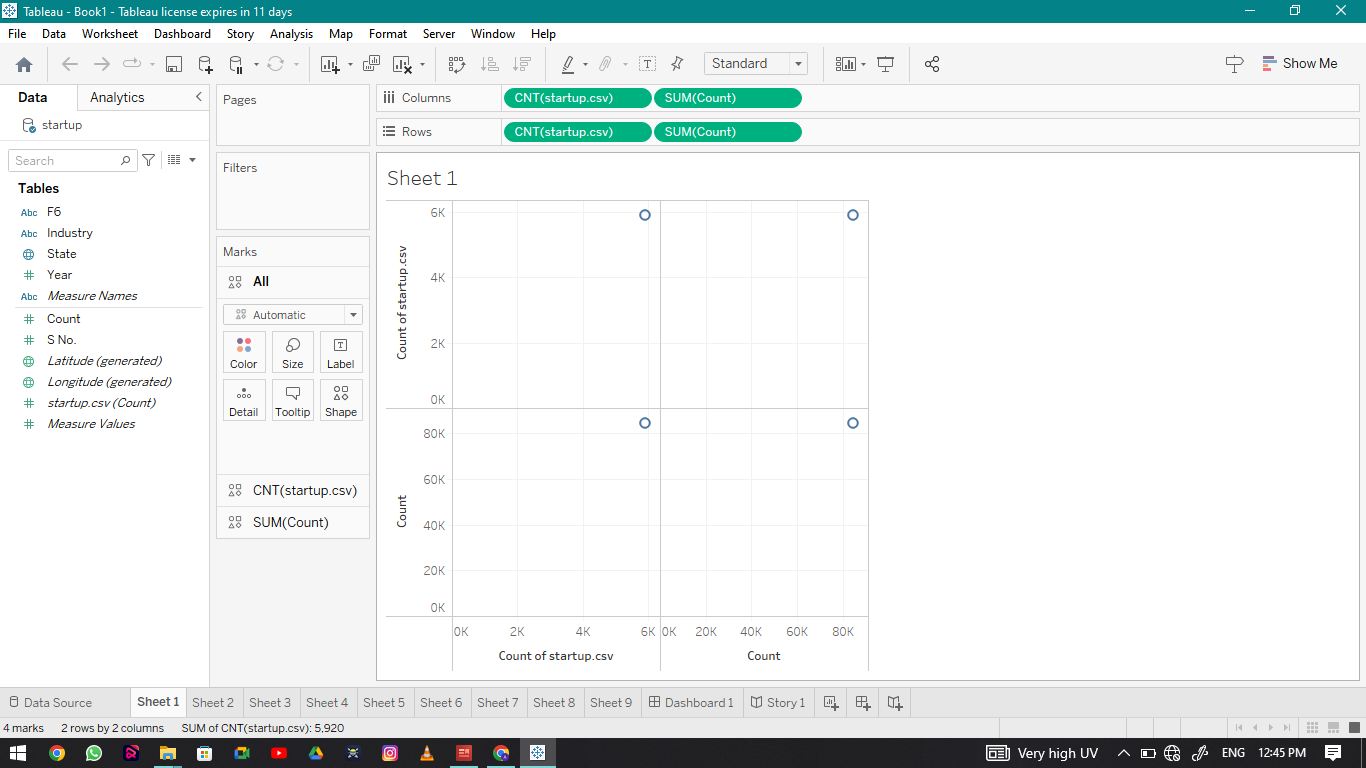 Tableau - Book1 - Tableau license expires in 11 days
File Data Worksheet Dashboard Story Analysis Map Format Server Window Help
Standard
Show Me
Data Analytics
startup
Search
Tables
Abc F6
Abc Industry
State
# Year
Abc Measure Names
# Count
# S No.
Latitude (generated)
Longitude (generated)
# startup.csv (Count)
# Measure Values
Pages
Filters
Marks
All
Automatic
Color Size Label
Detail Tooltip Shape
CNT(startup.csv)
SUM(Count)
Columns CNT(startup.csv) SUM(Count)
Rows CNT(startup.csv) SUM(Count)
Sheet 1
Count of startup.csv
6K
4K
2K
0K
Count
80K
60K
40K
20K
0K
0K 2K 4K 6K 0K 20K 40K 60K 80K
Count of startup.csv Count
Data Source Sheet 1 Sheet 2 Sheet 3 Sheet 4 Sheet 5 Sheet 6 Sheet 7 Sheet 8 Sheet 9 Dashboard 1 Story 1
4 marks 2 rows by 2 columns SUM of CNT(startup.csv): 5,920
Very high UV ENG 12:45 PM